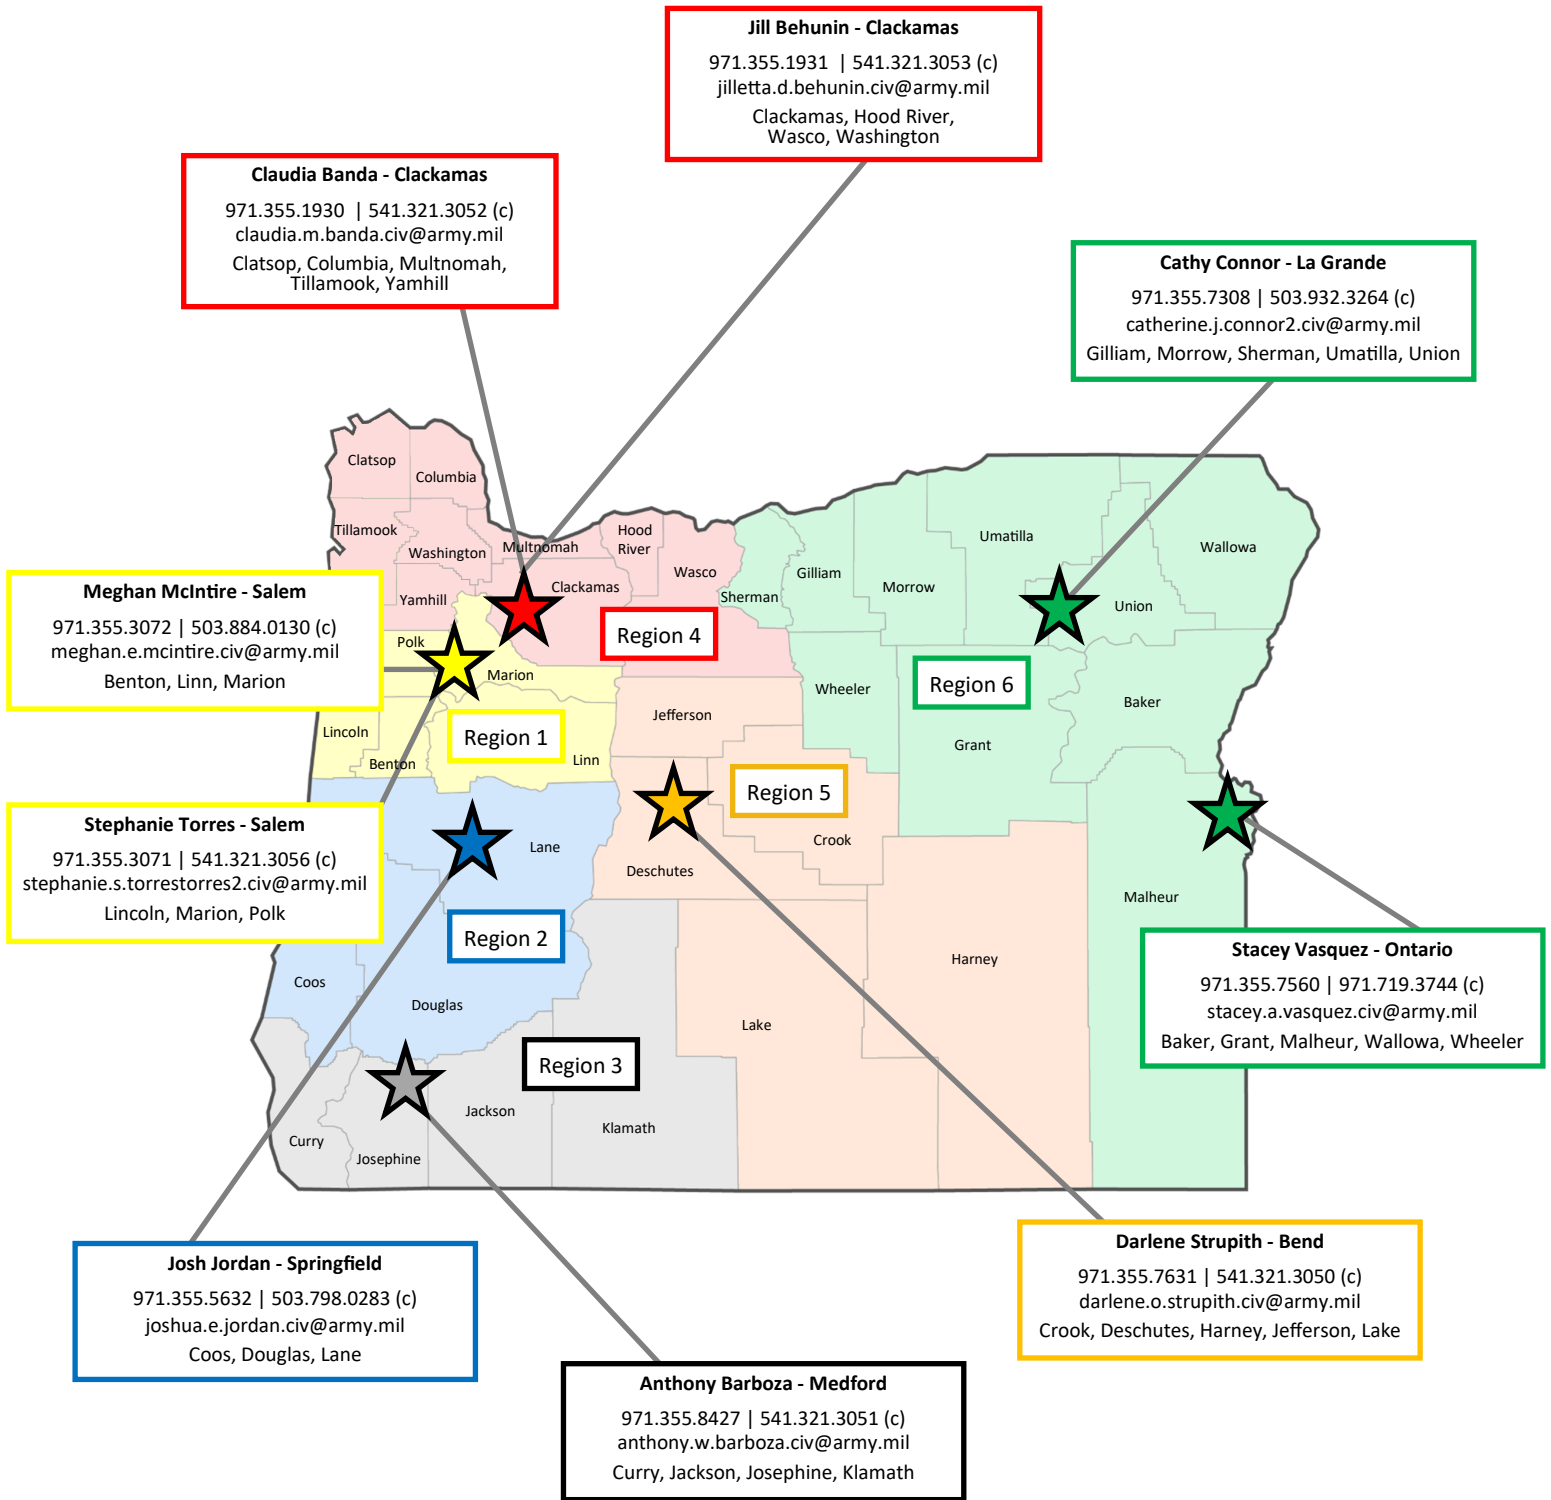 Jill Behunin - Clackamas
971.355.1931 | 541.321.3053 (c)
jilletta.d.behunin.civ@army.mil
Clackamas, Hood River,
Wasco, Washington
Claudia Banda - Clackamas
971.355.1930 | 541.321.3052 (c)
claudia.m.banda.civ@army.mil
Clatsop, Columbia, Multnomah,
Tillamook, Yamhill
Cathy Connor - La Grande
971.355.7308 | 503.932.3264 (c)
catherine.j.connor2.civ@army.mil
Gilliam, Morrow, Sherman, Umatilla, Union
Clatsop
Columbia
Tillamook
Washington
Multnomah
Hood
River
Wasco
Clackamas
Yamhill
Sherman
Gilliam
Morrow
Umatilla
Union
Wallowa
Region 4
Meghan McIntire - Salem
971.355.3072 | 503.884.0130 (c)
meghan.e.mcintire.civ@army.mil
Benton, Linn, Marion
Polk
Marion
Wheeler
Region 6
Baker
Jefferson
Grant
Lincoln
Region 1
Benton
Linn
Region 5
Crook
Stephanie Torres - Salem
971.355.3071 | 541.321.3056 (c)
stephanie.s.torrestorres2.civ@army.mil
Lincoln, Marion, Polk
Lane
Deschutes
Malheur
Region 2
Harney
Coos
Douglas
Lake
Stacey Vasquez - Ontario
971.355.7560 | 971.719.3744 (c)
stacey.a.vasquez.civ@army.mil
Baker, Grant, Malheur, Wallowa, Wheeler
Region 3
Jackson
Klamath
Curry
Josephine
Josh Jordan - Springfield
971.355.5632 | 503.798.0283 (c)
joshua.e.jordan.civ@army.mil
Coos, Douglas, Lane
Darlene Strupith - Bend
971.355.7631 | 541.321.3050 (c)
darlene.o.strupith.civ@army.mil
Crook, Deschutes, Harney, Jefferson, Lake
Anthony Barboza - Medford
971.355.8427 | 541.321.3051 (c)
anthony.w.barboza.civ@army.mil
Curry, Jackson, Josephine, Klamath